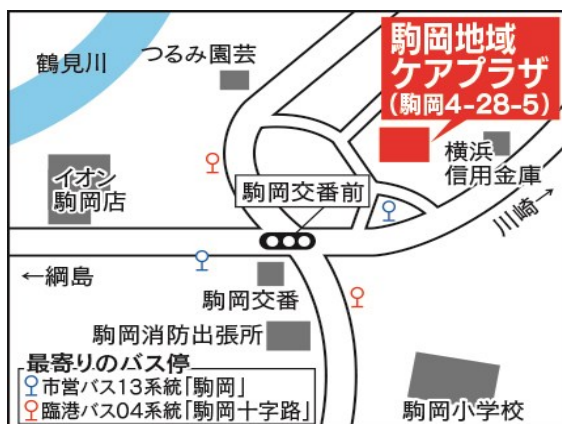 鶴見川
つるみ園芸
駒岡地域
ケアプラザ
(駒岡4-28-5)
イオン
駒岡店
駒岡交番前
横浜
信用金庫
川崎→
←綱島
駒岡交番
駒岡消防出張所
最寄りのバス停
市営バス13系統「駒岡」
臨港バス04系統「駒岡十字路」
駒岡小学校